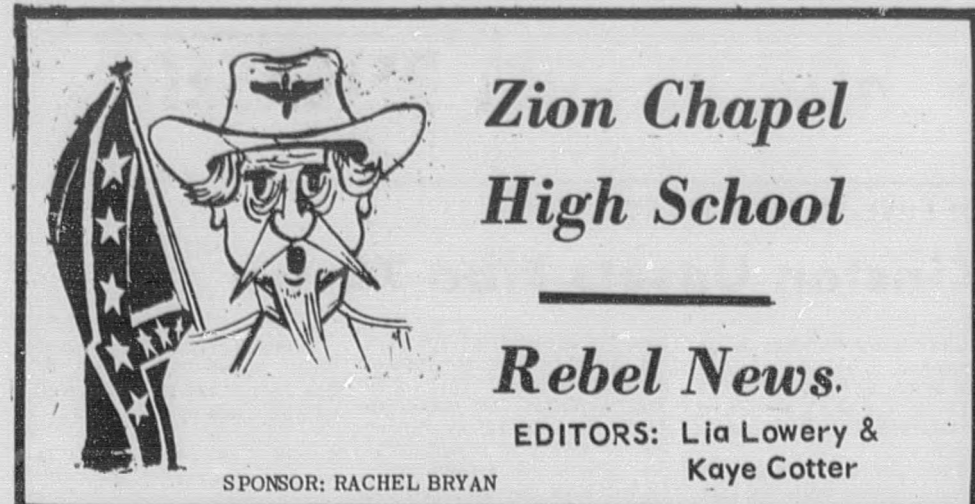 Zion Chapel
High School
Rebel News.
EDITORS: Lia Lowery &
Kaye Cotter
SPONSOR: RACHEL BRYAN